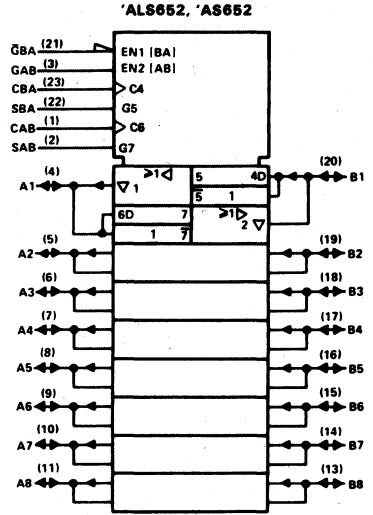 'ALS652, 'AS652
G̅BA (21) EN1 [BA]
GAB (3) EN2 [AB]
CBA (23) C4
SBA (22) G5
CAB (1) C6
SAB (2) G7
(4) ≥1 ◁ 5 4D (20)
A1 ▽ 1 5̅ 1 B1
6D 7 ≥1 ▷
1 7̅ 2 ▽
(5) (19)
A2 B2
(6) (18)
A3 B3
(7) (17)
A4 B4
(8) (16)
A5 B5
(9) (15)
A6 B6
(10) (14)
A7 B7
(11) (13)
A8 B8